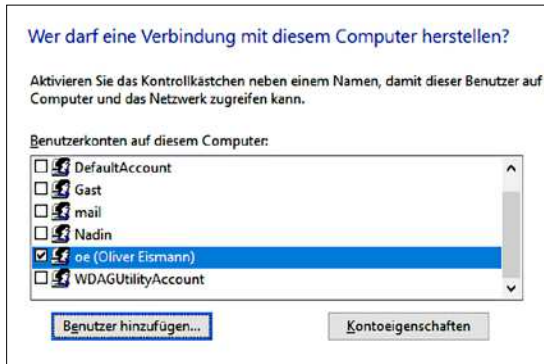 Wer darf eine Verbindung mit diesem Computer herstellen?
Aktivieren Sie das Kontrollkästchen neben einem Namen, damit dieser Benutzer auf
Computer und das Netzwerk zugreifen kann.
Benutzerkonten auf diesem Computer:
DefaultAccount
Gast
mail
Nadin
oe (Oliver Eismann)
WDAGUtilityAccount
Benutzer hinzufügen... Kontoeigenschaften